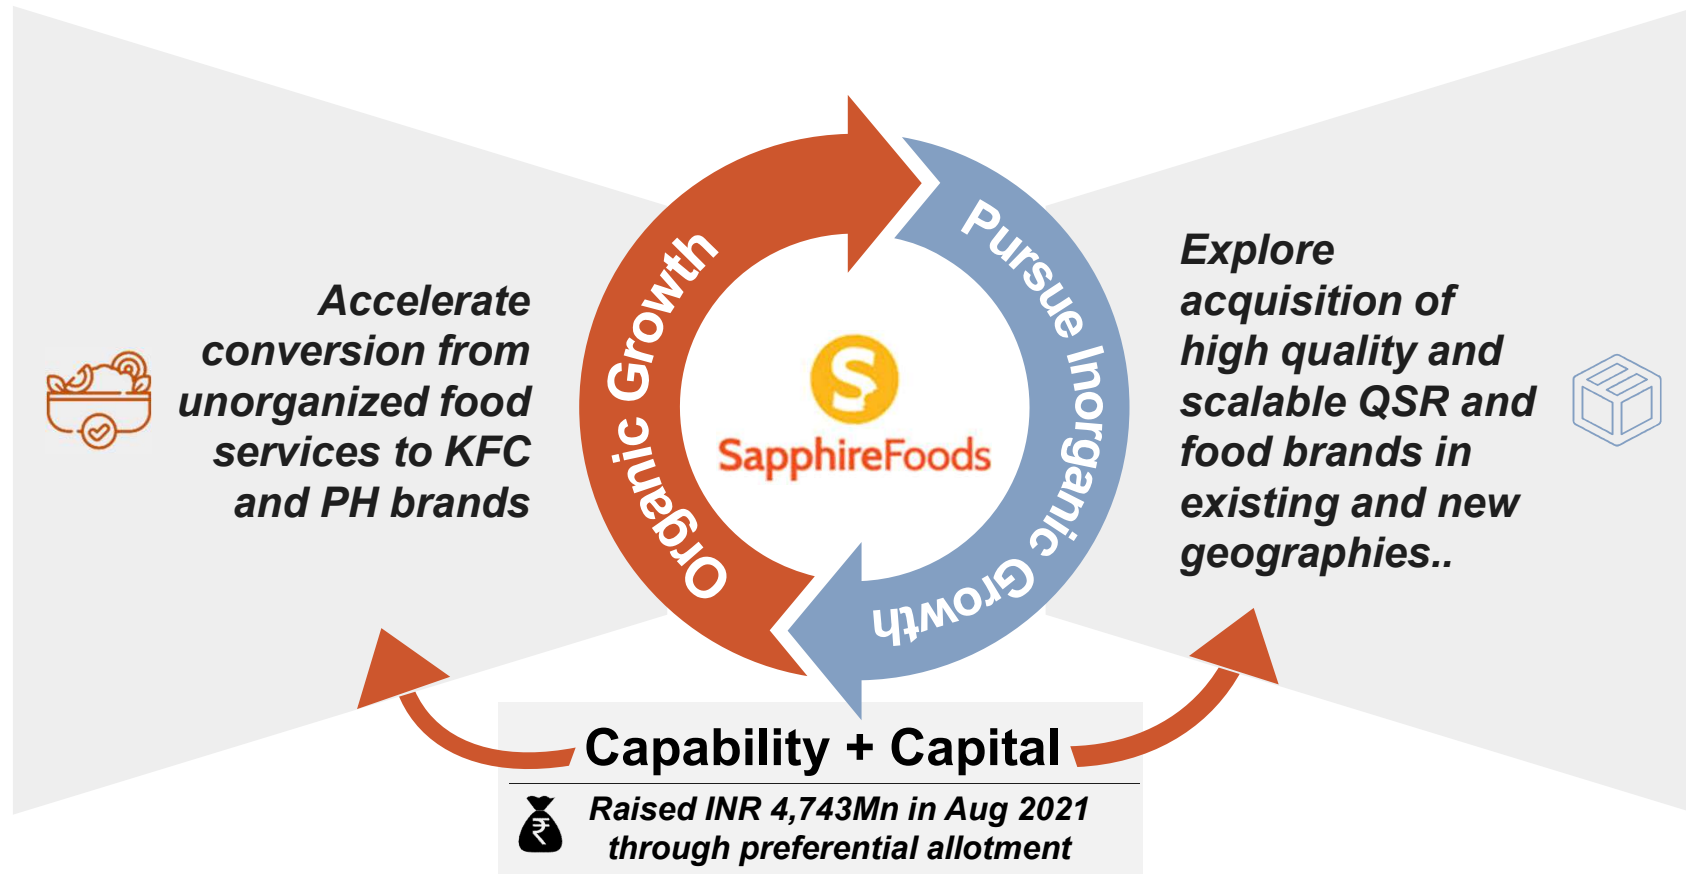 Accelerate
conversion from
unorganized food
services to KFC
and PH brands
Organic Growth
Pursue Inorganic Growth
SapphireFoods
Explore
acquisition of
high quality and
scalable QSR and
food brands in
existing and new
geographies..
Capability + Capital
₹
Raised INR 4,743Mn in Aug 2021
through preferential allotment